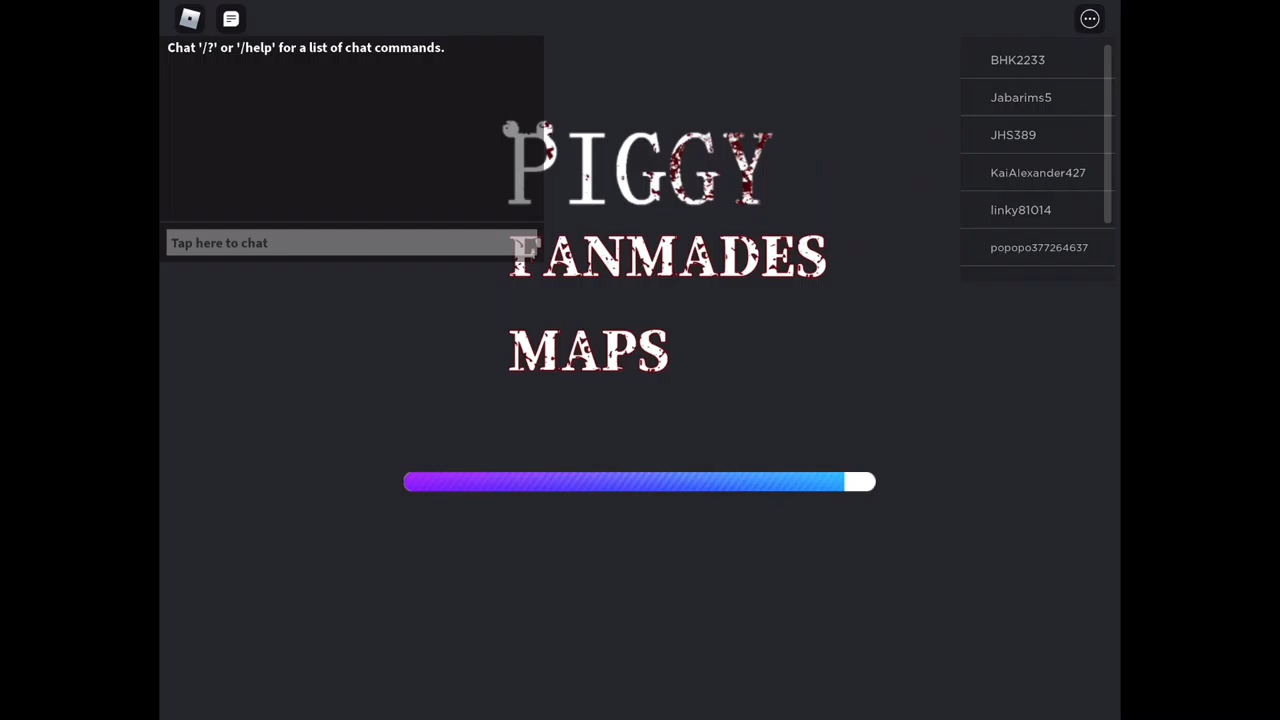 Chat '/?' or '/help' for a list of chat commands.
Tap here to chat
PIGGY
FANMADES
MAPS
BHK2233
Jabarims5
JHS389
KaiAlexander427
linky81014
popopo377264637